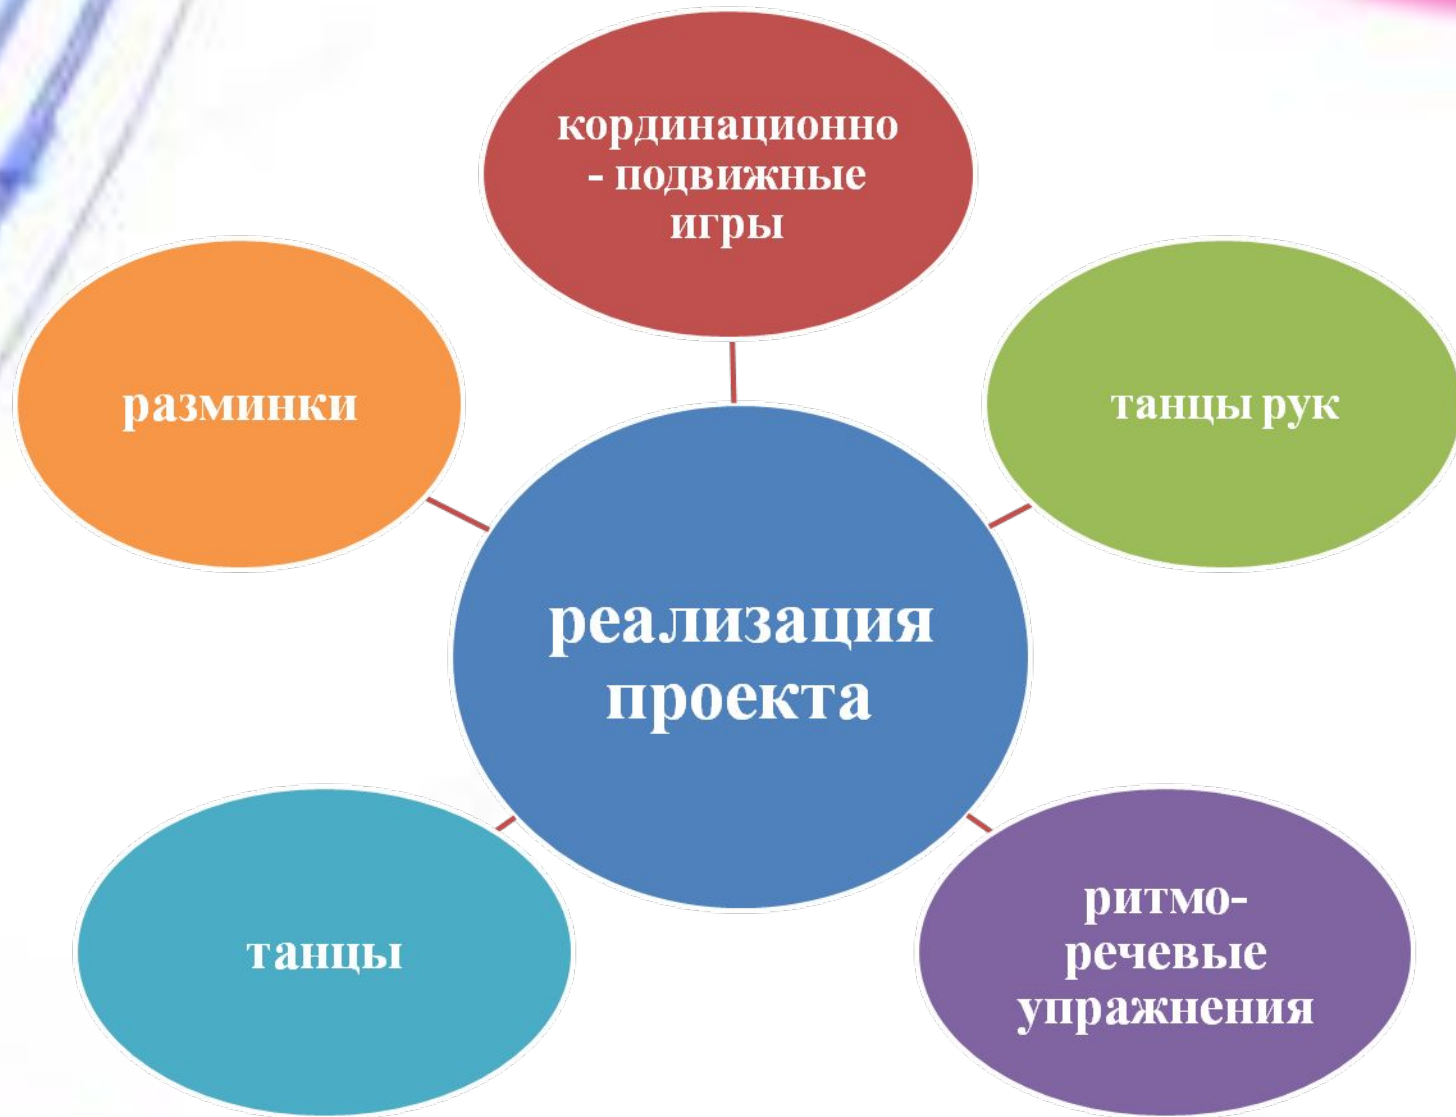 кординационно
- подвижные
игры
разминки
танцы рук
реализация
проекта
танцы
ритмо-
речевые
упражнения